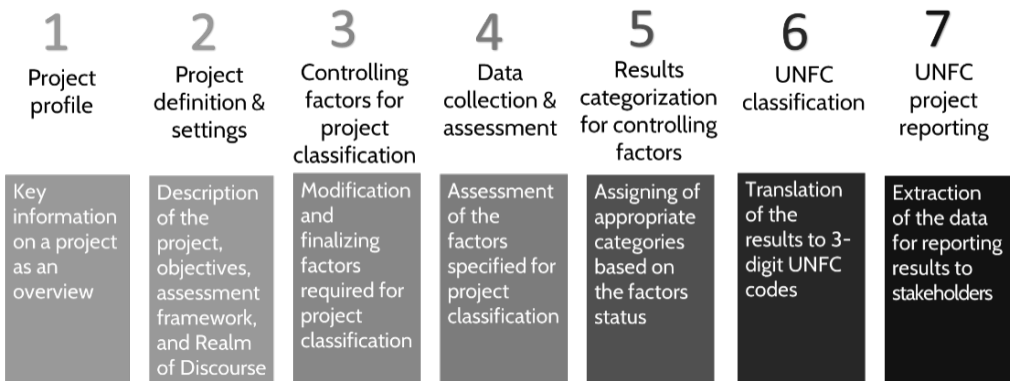 1
Project
profile
Key
information
on a project
as an
overview
2
Project
definition &
settings
Description
of the
project,
objectives,
assessment
framework,
and Realm
of Discourse
3
Controlling
factors for
project
classification
Modification
and
finalizing
factors
required for
project
classification
4
Data
collection &
assessment
Assessment
of the
factors
specified for
project
classification
5
Results
categorization
for controlling
factors
Assigning of
appropriate
categories
based on
the factors
status
6
UNFC
classification
Translation
of the
results to 3-
digit UNFC
codes
7
UNFC
project
reporting
Extraction
of the data
for reporting
results to
stakeholders